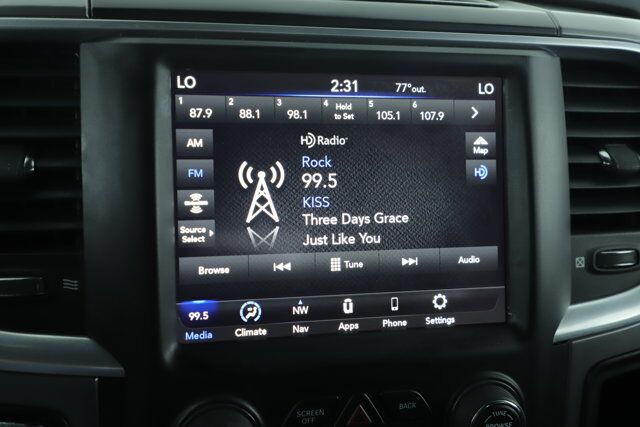 LO 2:31 77°out. LO
1 87.9 2 88.1 3 98.1 4 Hold to Set 5 105.1 6 107.9
AM
HD Radio
Map
Rock
FM
99.5
HD
KISS
Three Days Grace
Source Select
Just Like You
Browse Tune Audio
99.5 NW
Media Climate Nav Apps Phone Settings
SCREEN OFF
BACK
TUNE
BROWSE